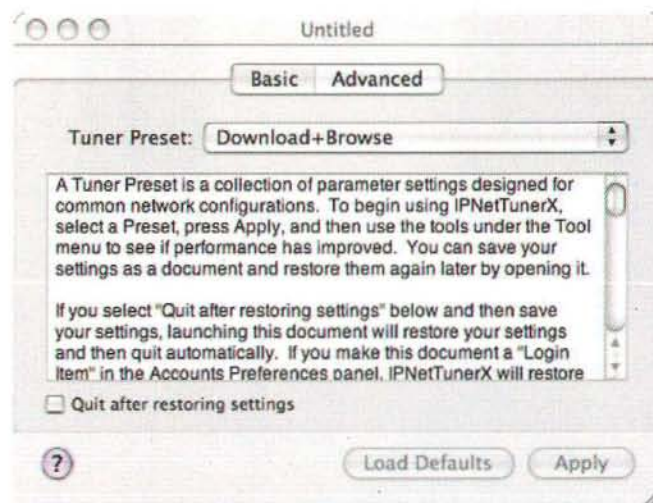 Untitled
Basic Advanced
Tuner Preset: Download+Browse
A Tuner Preset is a collection of parameter settings designed for
common network configurations. To begin using IPNetTunerX,
select a Preset, press Apply, and then use the tools under the Tool
menu to see if performance has improved. You can save your
settings as a document and restore them again later by opening it.
If you select "Quit after restoring settings" below and then save
your settings, launching this document will restore your settings
and then quit automatically. If you make this document a "Login
Item" in the Accounts Preferences panel, IPNetTunerX will restore
Quit after restoring settings
? Load Defaults Apply